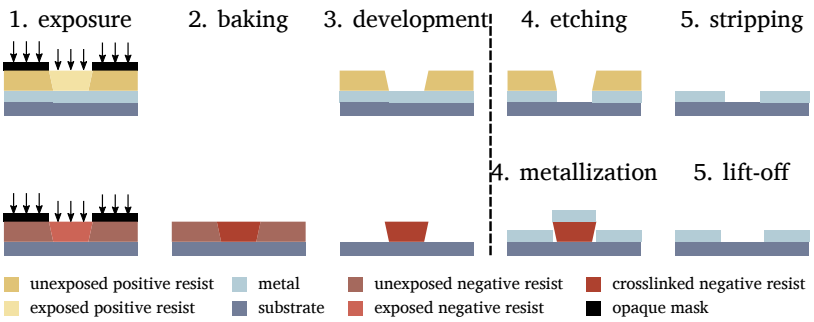 1. exposure 2. baking 3. development 4. etching 5. stripping
4. metallization 5. lift-off
unexposed positive resist metal unexposed negative resist crosslinked negative resist
exposed positive resist substrate exposed negative resist opaque mask